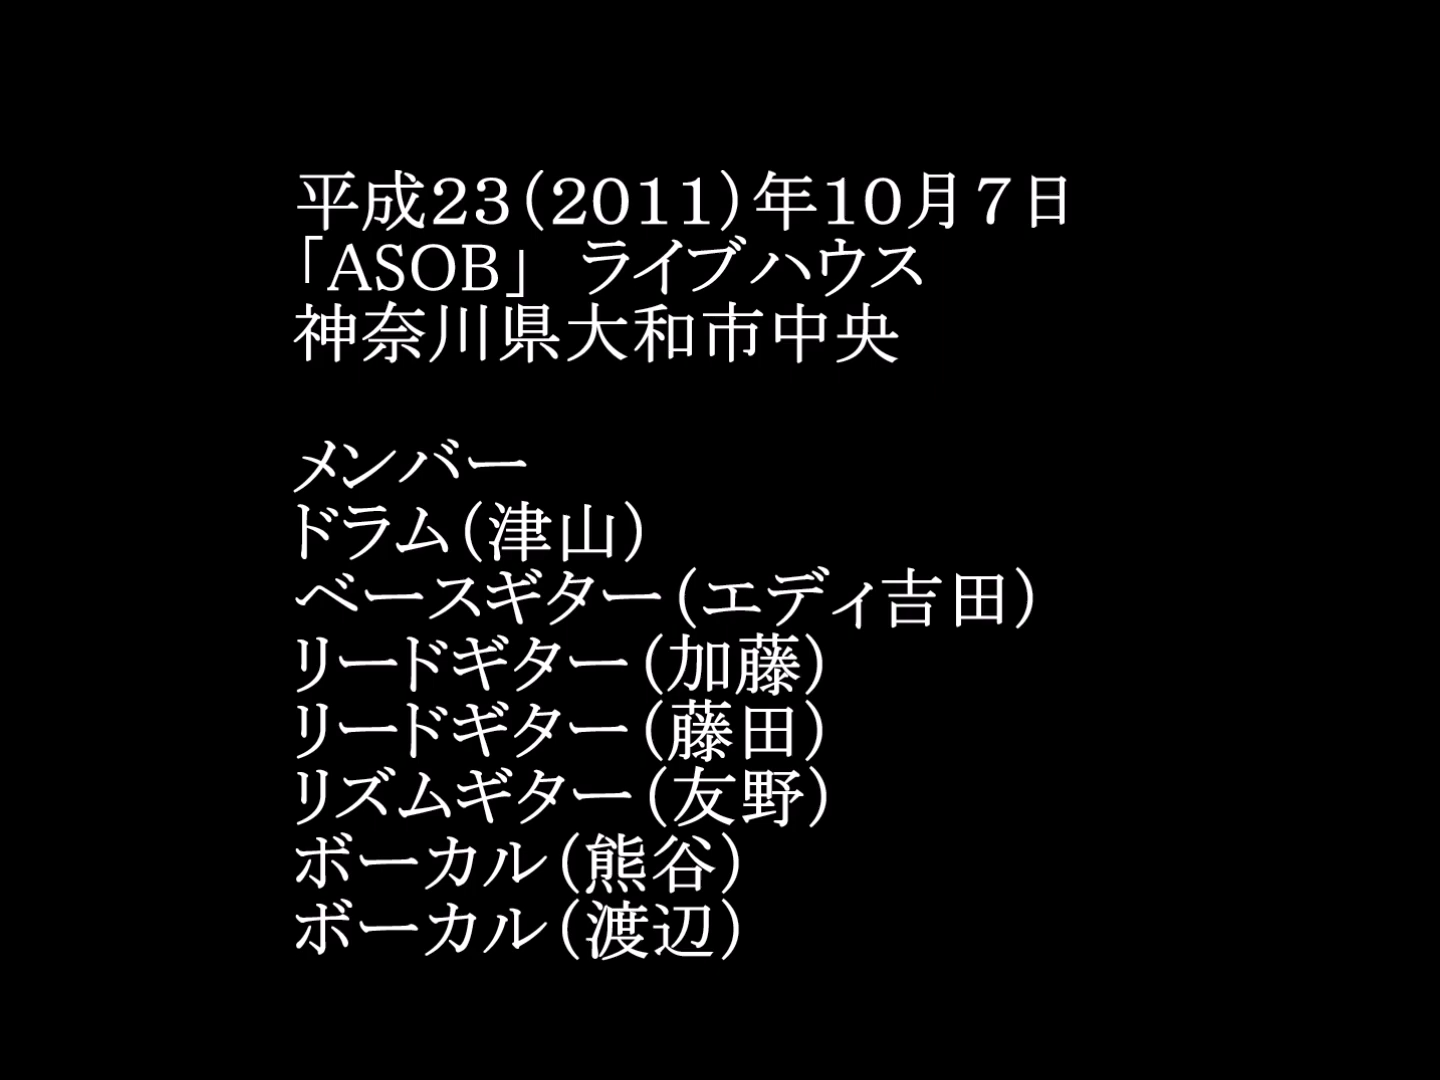 平成23（2011）年10月７日
「ASOB」　ライブハウス
神奈川県大和市中央
メンバー
ドラム（津山）
ベースギター（エディ吉田）
リードギター（加藤）
リードギター（藤田）
リズムギター（友野）
ボーカル（熊谷）
ボーカル（渡辺）